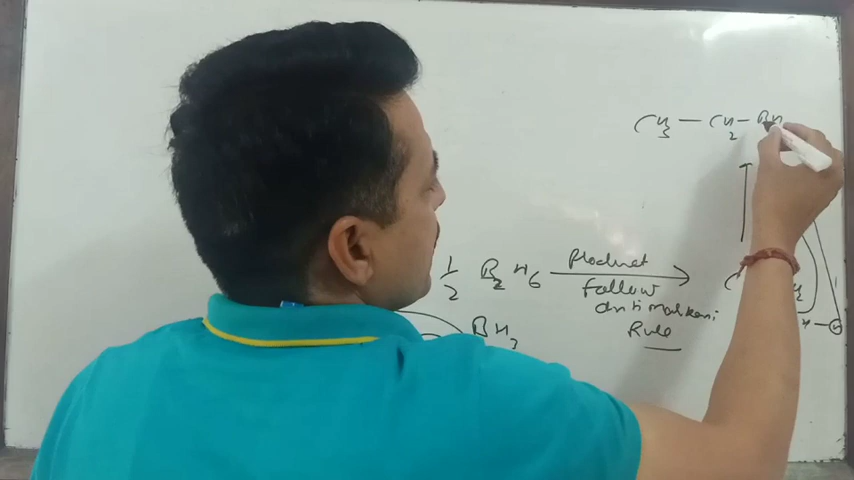 CH3 — CH2 — BH
1/2 B2H6
Product
follow
antimarkoni
Rule
BH3